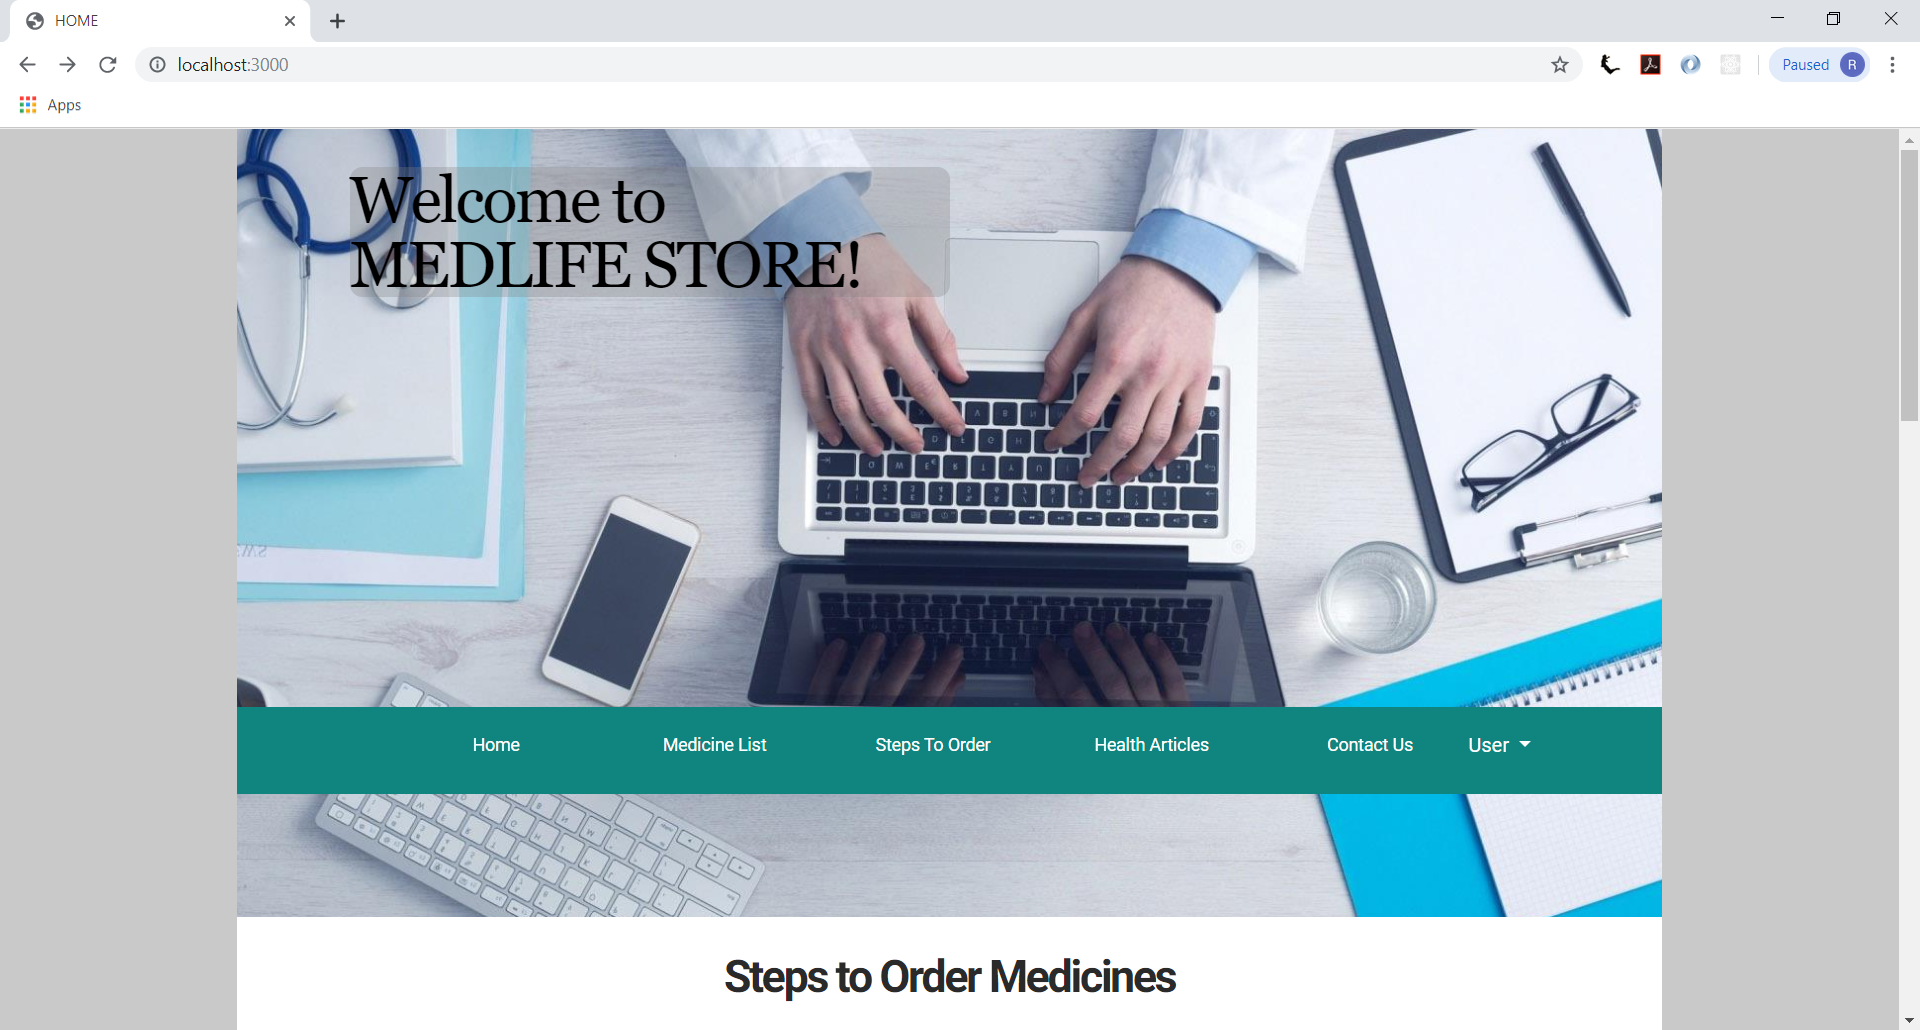 HOME
localhost:3000
Paused
R
Apps
Welcome to
MEDLIFE STORE!
Home
Medicine List
Steps To Order
Health Articles
Contact Us
User
Steps to Order Medicines